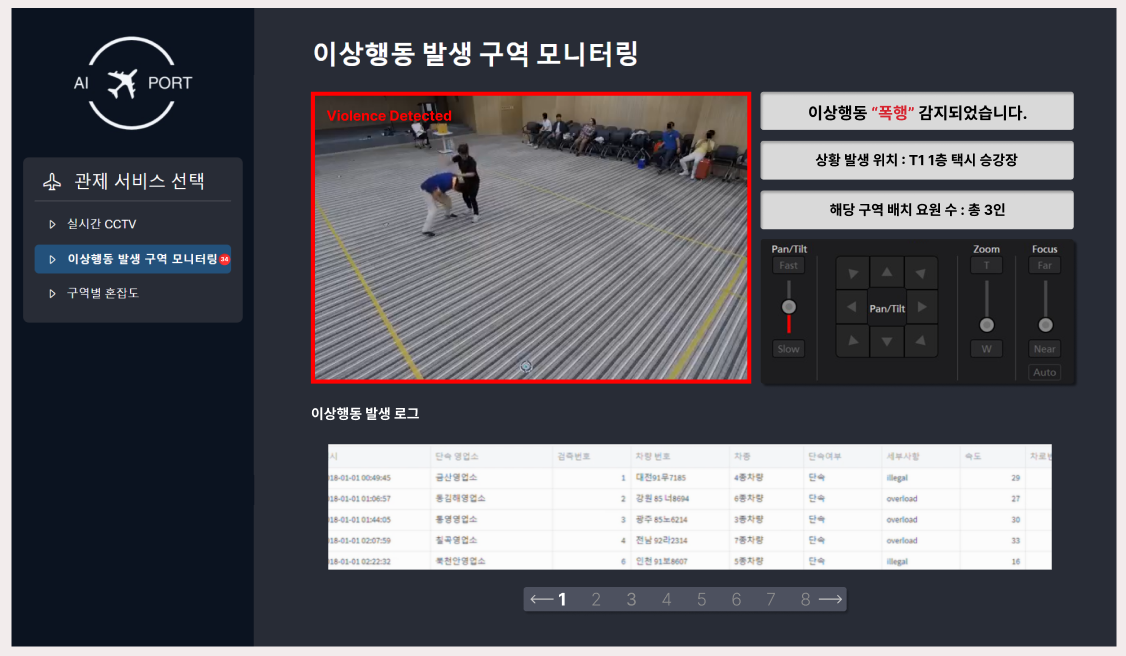 AI PORT
관제 서비스 선택
실시간 CCTV
이상행동 발생 구역 모니터링 34
구역별 혼잡도
이상행동 발생 구역 모니터링
Violence Detected
이상행동 “폭행” 감지되었습니다.
상황 발생 위치 : T1 1층 택시 승강장
해당 구역 배치 요원 수 : 총 3인
Pan/Tilt Zoom Focus
Fast T Far
Pan/Tilt
Slow W Near
Auto
이상행동 발생 로그
시 단속 영업소 검측번호 차량 번호 차종 단속여부 세부사항 속도
18-01-01 00:49:45 금산영업소 1 대전91우7185 4종차량 단속 illegal 29
18-01-01 01:06:57 동김해영업소 2 강원 85 너8694 6종차량 단속 overload 27
18-01-01 01:44:05 통영영업소 3 광주 85노6214 3종차량 단속 overload 30
18-01-01 02:07:59 칠곡영업소 4 전남 92라2314 7종차량 단속 overload 33
18-01-01 02:22:32 북천안영업소 6 인천 91보8607 5종차량 단속 illegal 16
1 2 3 4 5 6 7 8